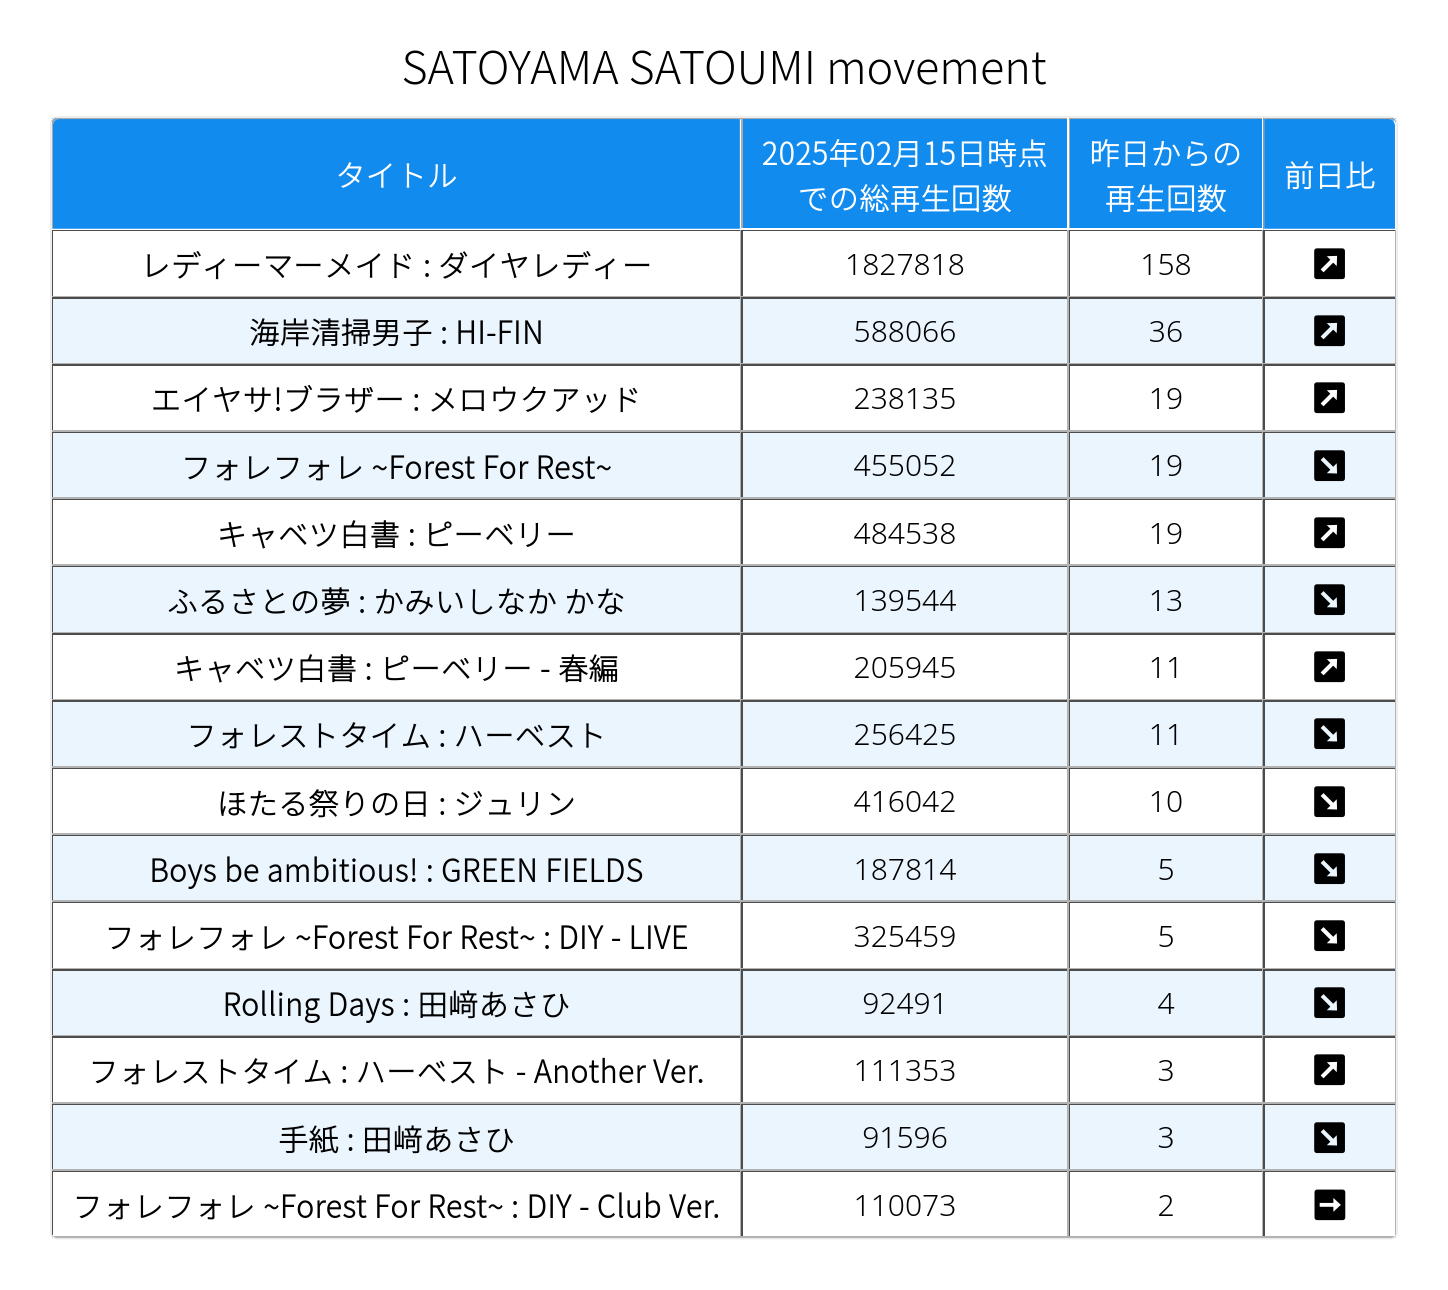 SATOYAMA SATOUMI movement
タイトル 2025年02月15日時点での総再生回数 昨日からの再生回数 前日比
レディーマーメイド : ダイヤレディー 1827818 158 ↗
海岸清掃男子 : HI-FIN 588066 36 ↗
エイヤサ!ブラザー : メロウクアッド 238135 19 ↗
フォレフォレ ~Forest For Rest~ 455052 19 ↘
キャベツ白書 : ピーベリー 484538 19 ↗
ふるさとの夢 : かみいしなか かな 139544 13 ↘
キャベツ白書 : ピーベリー - 春編 205945 11 ↗
フォレストタイム : ハーベスト 256425 11 ↘
ほたる祭りの日 : ジュリン 416042 10 ↘
Boys be ambitious! : GREEN FIELDS 187814 5 ↘
フォレフォレ ~Forest For Rest~ : DIY - LIVE 325459 5 ↘
Rolling Days : 田﨑あさひ 92491 4 ↘
フォレストタイム : ハーベスト - Another Ver. 111353 3 ↗
手紙 : 田﨑あさひ 91596 3 ↘
フォレフォレ ~Forest For Rest~ : DIY - Club Ver. 110073 2 →